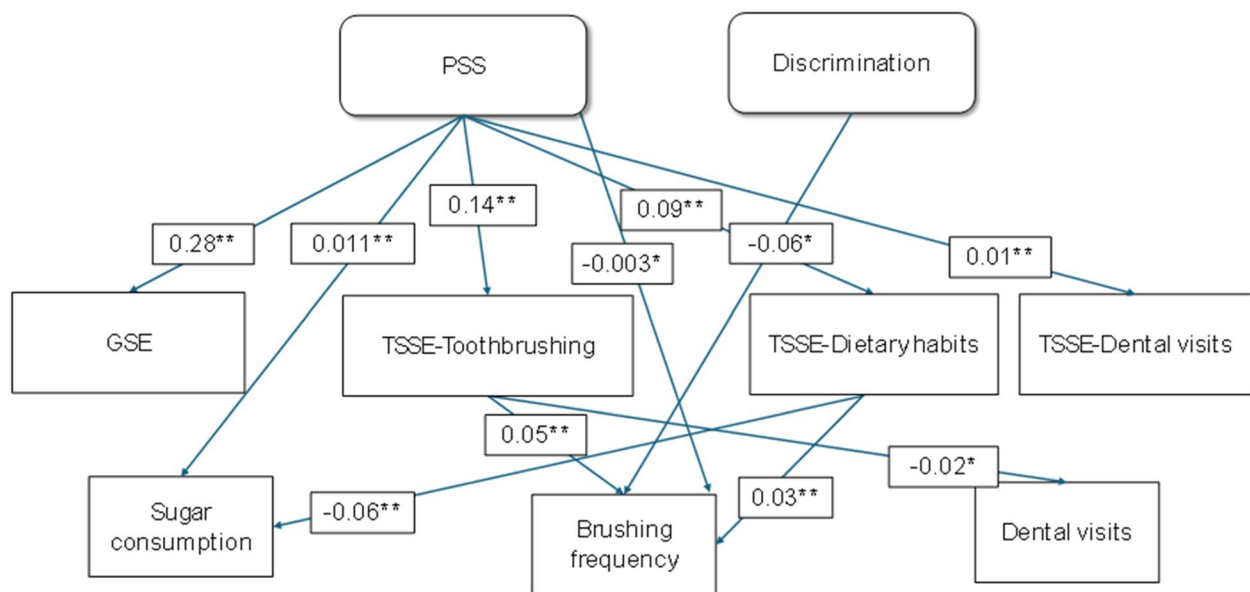 PSS
Discrimination
0.28**
0.011**
0.14**
-0.003*
0.09**
-0.06*
0.01**
GSE
TSSE-Toothbrushing
TSSE-Dietary habits
TSSE-Dental visits
0.05**
-0.06**
0.03**
-0.02*
Sugar
consumption
Brushing
frequency
Dental visits